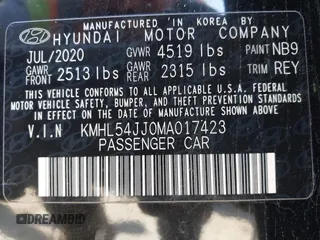 MANUFACTURED IN KOREA BY
HYUNDAI MOTOR COMPANY
JUL/2020 GVWR 4519 lbs PAINT NB9
GAWR FRONT 2513 lbs GAWR REAR 2315 lbs TRIM REY
THIS VEHICLE CONFORMS TO ALL APPLICABLE FEDERAL
MOTOR VEHICLE SAFETY, BUMPER, AND THEFT
PREVENTION STANDARDS IN EFFECT ON THE DATE OF
MANUFACTURE SHOWN ABOVE.
V.I.N KMHL54JJ0MA017423
PASSENGER CAR
DREAMBID